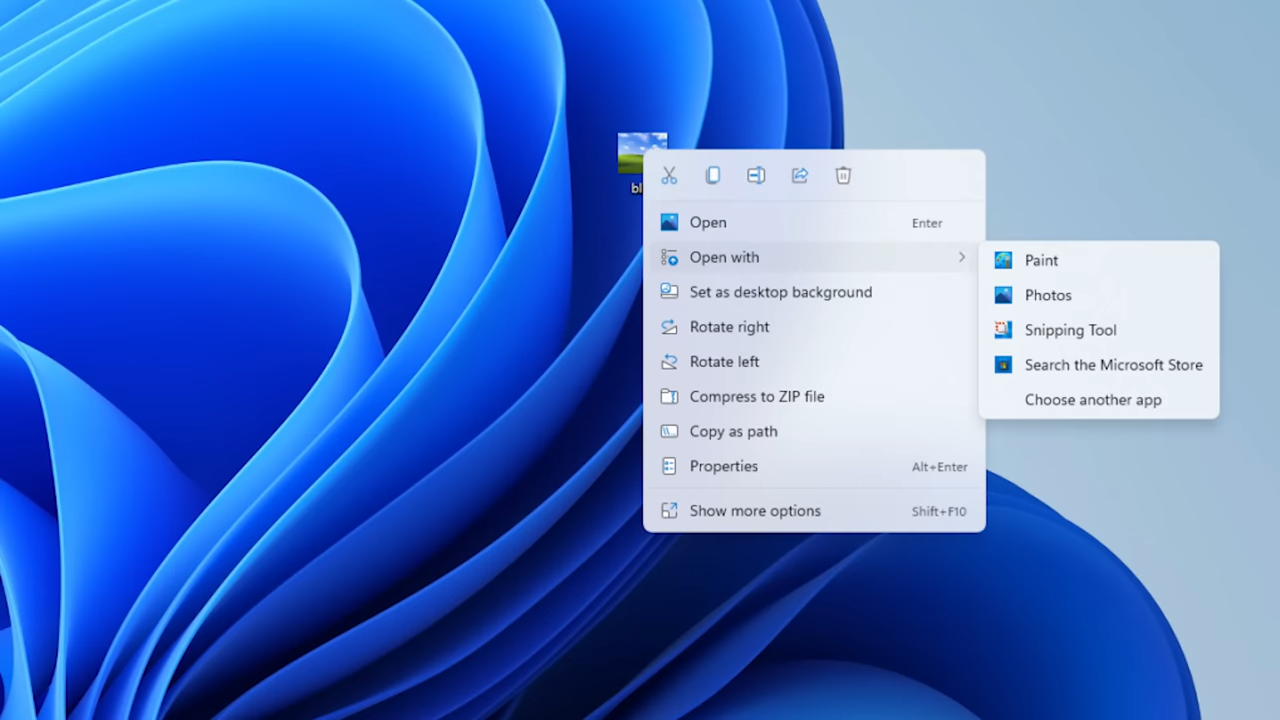 Open Enter
Open with
Set as desktop background
Rotate right
Rotate left
Compress to ZIP file
Copy as path
Properties Alt+Enter
Show more options Shift+F10
Paint
Photos
Snipping Tool
Search the Microsoft Store
Choose another app